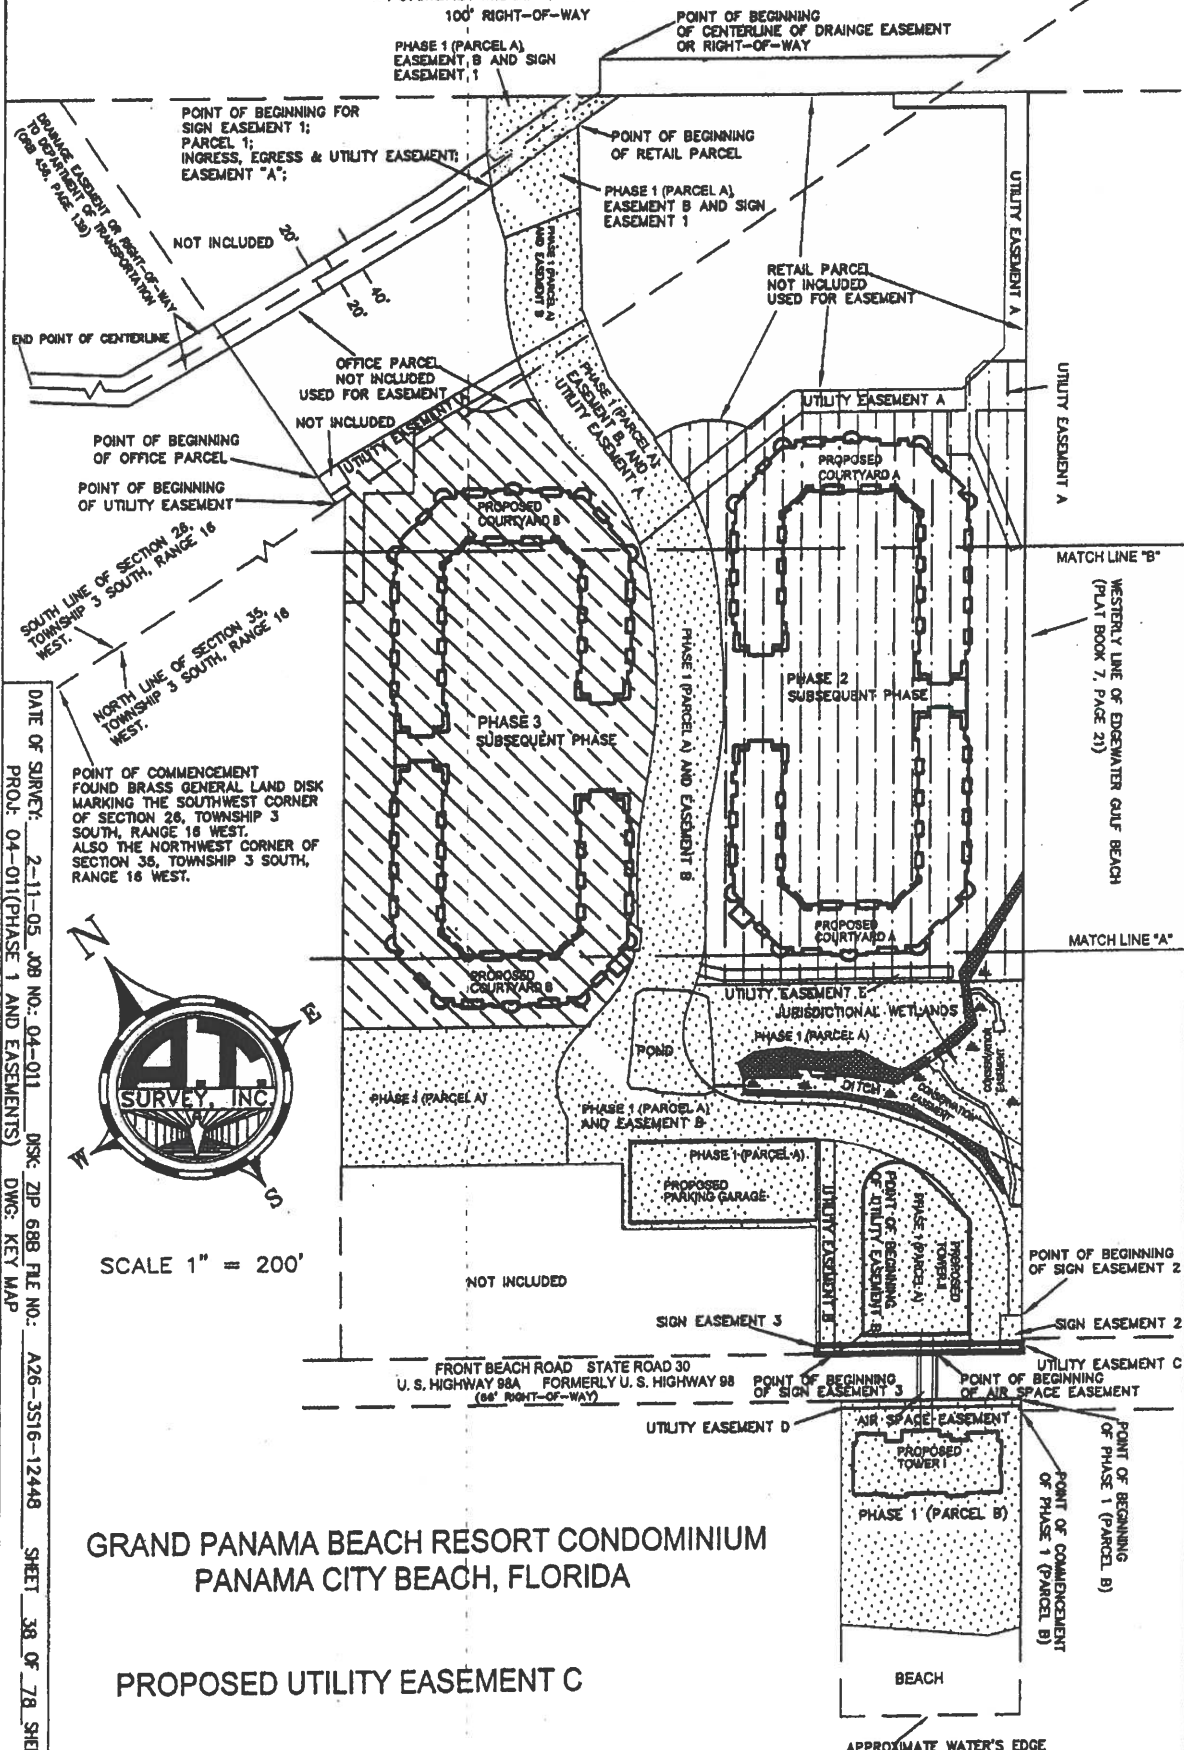 100' RIGHT-OF-WAY
POINT OF BEGINNING
OF CENTERLINE OF DRAINGE EASEMENT
OR RIGHT-OF-WAY
PHASE 1 (PARCEL A),
EASEMENT B AND SIGN
EASEMENT 1
POINT OF BEGINNING FOR
SIGN EASEMENT 1;
PARCEL 1;
INGRESS, EGRESS & UTILITY EASEMENT;
EASEMENT "A";
DRAINAGE EASEMENT OR RIGHT-OF-WAY
TO DEPARTMENT OF TRANSPORTATION
(ORB 438, PAGE 139)
POINT OF BEGINNING
OF RETAIL PARCEL
PHASE 1 (PARCEL A),
EASEMENT B AND SIGN
EASEMENT 1
UTILITY EASEMENT A
NOT INCLUDED
20'
20'
40'
PHASE 1 (PARCEL A)
AND EASEMENT B
RETAIL PARCEL
NOT INCLUDED
USED FOR EASEMENT
END POINT OF CENTERLINE
OFFICE PARCEL
NOT INCLUDED
USED FOR EASEMENT
PHASE 1 (PARCEL A),
EASEMENT B, AND
UTILITY EASEMENT A
UTILITY EASEMENT A
UTILITY EASEMENT A
NOT INCLUDED
UTILITY EASEMENT
POINT OF BEGINNING
OF OFFICE PARCEL
POINT OF BEGINNING
OF UTILITY EASEMENT
PROPOSED
COURTYARD A
PROPOSED
COURTYARD B
SOUTH LINE OF SECTION 26,
TOWNSHIP 3 SOUTH, RANGE 16
WEST.
NORTH LINE OF SECTION 35,
TOWNSHIP 3 SOUTH, RANGE 16
WEST.
MATCH LINE "B"
WESTERLY LINE OF EDGEWATER GULF BEACH
(PLAT BOOK 7, PAGE 21)
PHASE 1 (PARCEL A) AND EASEMENT B
PHASE 2
SUBSEQUENT PHASE
PHASE 3
SUBSEQUENT PHASE
POINT OF COMMENCEMENT
FOUND BRASS GENERAL LAND DISK
MARKING THE SOUTHWEST CORNER
OF SECTION 26, TOWNSHIP 3
SOUTH, RANGE 16 WEST.
ALSO THE NORTHWEST CORNER OF
SECTION 35, TOWNSHIP 3 SOUTH,
RANGE 16 WEST.
PROPOSED
COURTYARD A
MATCH LINE "A"
PROPOSED
COURTYARD B
UTILITY EASEMENT E
JURISDICTIONAL WETLANDS
PHASE 1 (PARCEL A)
CONSERVATION
EASEMENT
POND
DITCH
CONSERVATION
EASEMENT
PHASE 1 (PARCEL A)
PHASE 1 (PARCEL A)
AND EASEMENT B
N
E
W
S
A.T.
SURVEY, INC.
SCALE 1" = 200'
PHASE 1 (PARCEL A)
PROPOSED
PARKING GARAGE
UTILITY EASEMENT B
POINT OF BEGINNING
OF UTILITY EASEMENT B
PHASE 1 (PARCEL A)
PROPOSED
TOWER II
NOT INCLUDED
POINT OF BEGINNING
OF SIGN EASEMENT 2
SIGN EASEMENT 3
SIGN EASEMENT 2
FRONT BEACH ROAD STATE ROAD 30
U. S. HIGHWAY 98A FORMERLY U. S. HIGHWAY 98
(66' RIGHT-OF-WAY)
POINT OF BEGINNING
OF SIGN EASEMENT 3
UTILITY EASEMENT C
POINT OF BEGINNING
OF AIR SPACE EASEMENT
UTILITY EASEMENT D
AIR SPACE EASEMENT
PROPOSED
TOWER I
PHASE 1 (PARCEL B)
POINT OF BEGINNING
OF PHASE 1 (PARCEL B)
POINT OF COMMENCEMENT
OF PHASE 1 (PARCEL B)
GRAND PANAMA BEACH RESORT CONDOMINIUM
PANAMA CITY BEACH, FLORIDA
PROPOSED UTILITY EASEMENT C
BEACH
APPROXIMATE WATER'S EDGE
DATE OF SURVEY: 2-11-05 JOB NO.: 04-011 DISK: ZIP 68B FILE NO.: A26-3S16-12448 SHEET 38 OF 78
PROJ: 04-011(PHASE 1 AND EASEMENTS) DWG: KEY MAP